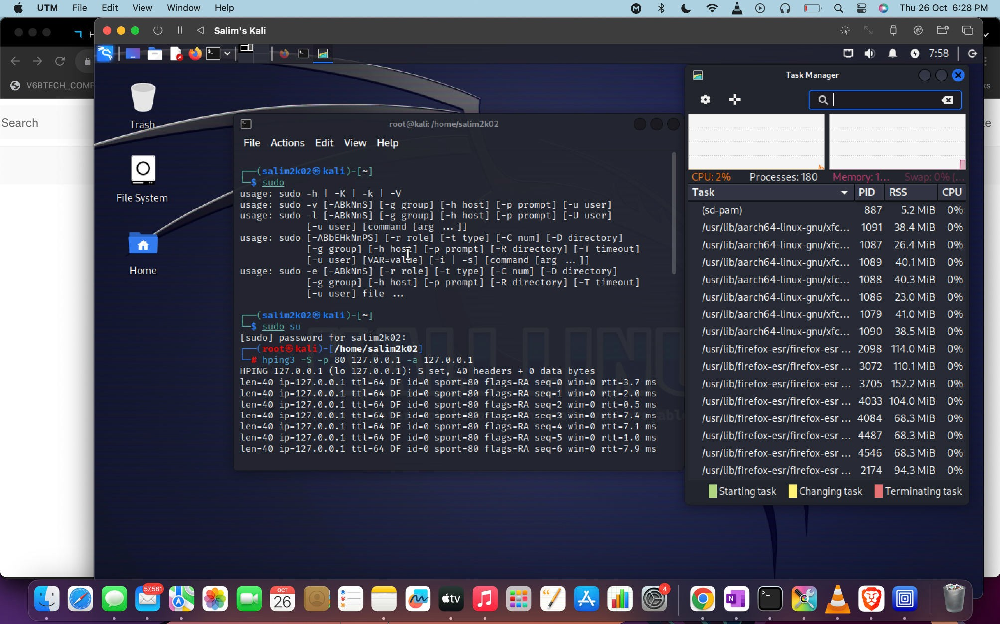 UTM File Edit View Window Help Thu 26 Oct 6:28 PM
Salim's Kali
7:58
V6BTECH_COMP
Search
Trash
File System
Home
root@kali: /home/salim2k02
File Actions Edit View Help
┌──(salim2k02㉿kali)-[~]
└─$ sudo
usage: sudo -h | -K | -k | -V
usage: sudo -v [-ABkNnS] [-g group] [-h host] [-p prompt] [-u user]
usage: sudo -l [-ABkNnS] [-g group] [-h host] [-p prompt] [-U user]
[-u user] [command [arg ...]]
usage: sudo [-ABbEHkNnPS] [-r role] [-t type] [-C num] [-D directory]
[-g group] [-h host] [-p prompt] [-R directory] [-T timeout]
[-u user] [VAR=value] [-i | -s] [command [arg ...]]
usage: sudo -e [-ABkNnS] [-r role] [-t type] [-C num] [-D directory]
[-g group] [-h host] [-p prompt] [-R directory] [-T timeout]
[-u user] file ...
┌──(salim2k02㉿kali)-[~]
└─$ sudo su
[sudo] password for salim2k02:
┌──(root㉿kali)-[/home/salim2k02]
└─# hping3 -S -p 80 127.0.0.1 -a 127.0.0.1
HPING 127.0.0.1 (lo 127.0.0.1): S set, 40 headers + 0 data bytes
len=40 ip=127.0.0.1 ttl=64 DF id=0 sport=80 flags=RA seq=0 win=0 rtt=3.7 ms
len=40 ip=127.0.0.1 ttl=64 DF id=0 sport=80 flags=RA seq=1 win=0 rtt=2.0 ms
len=40 ip=127.0.0.1 ttl=64 DF id=0 sport=80 flags=RA seq=2 win=0 rtt=0.5 ms
len=40 ip=127.0.0.1 ttl=64 DF id=0 sport=80 flags=RA seq=3 win=0 rtt=7.4 ms
len=40 ip=127.0.0.1 ttl=64 DF id=0 sport=80 flags=RA seq=4 win=0 rtt=7.1 ms
len=40 ip=127.0.0.1 ttl=64 DF id=0 sport=80 flags=RA seq=5 win=0 rtt=1.0 ms
len=40 ip=127.0.0.1 ttl=64 DF id=0 sport=80 flags=RA seq=6 win=0 rtt=7.9 ms
Task Manager
CPU: 2% Processes: 180 Memory: 1... Swap: 0% (...
Task PID RSS CPU
(sd-pam) 887 5.2 MiB 0%
/usr/lib/aarch64-linux-gnu/xfc... 1091 38.4 MiB 0%
/usr/lib/aarch64-linux-gnu/xfc... 1087 26.4 MiB 0%
/usr/lib/aarch64-linux-gnu/xfc... 1089 40.1 MiB 0%
/usr/lib/aarch64-linux-gnu/xfc... 1088 40.3 MiB 0%
/usr/lib/aarch64-linux-gnu/xfc... 1086 23.0 MiB 0%
/usr/lib/aarch64-linux-gnu/xfc... 1079 41.0 MiB 0%
/usr/lib/aarch64-linux-gnu/xfc... 1090 38.5 MiB 0%
/usr/lib/firefox-esr/firefox-esr ... 2098 114.0 MiB 0%
/usr/lib/firefox-esr/firefox-esr ... 3072 110.1 MiB 0%
/usr/lib/firefox-esr/firefox-esr ... 3705 152.2 MiB 0%
/usr/lib/firefox-esr/firefox-esr ... 4033 104.0 MiB 0%
/usr/lib/firefox-esr/firefox-esr ... 4084 68.3 MiB 0%
/usr/lib/firefox-esr/firefox-esr ... 4487 68.3 MiB 0%
/usr/lib/firefox-esr/firefox-esr ... 4546 68.3 MiB 0%
/usr/lib/firefox-esr/firefox-esr ... 2174 94.3 MiB 0%
Starting task Changing task Terminating task
57,581
OCT
26
tv
4